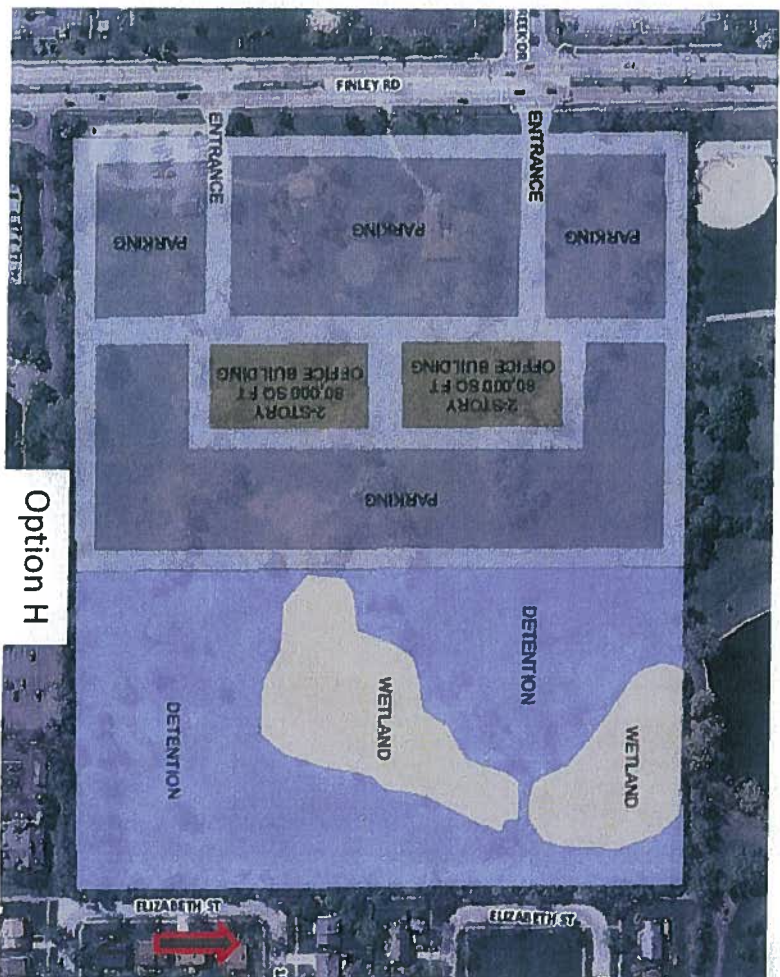 FINLEY RD
ENTRANCE
ENTRANCE
PARKING
PARKING
PARKING
2-STORY
80,000 SQ FT
OFFICE BUILDING
2-STORY
80,000 SQ FT
OFFICE BUILDING
PARKING
Option H
DETENTION
WETLAND
WETLAND
DETENTION
ELIZABETH ST
ELIZABETH ST